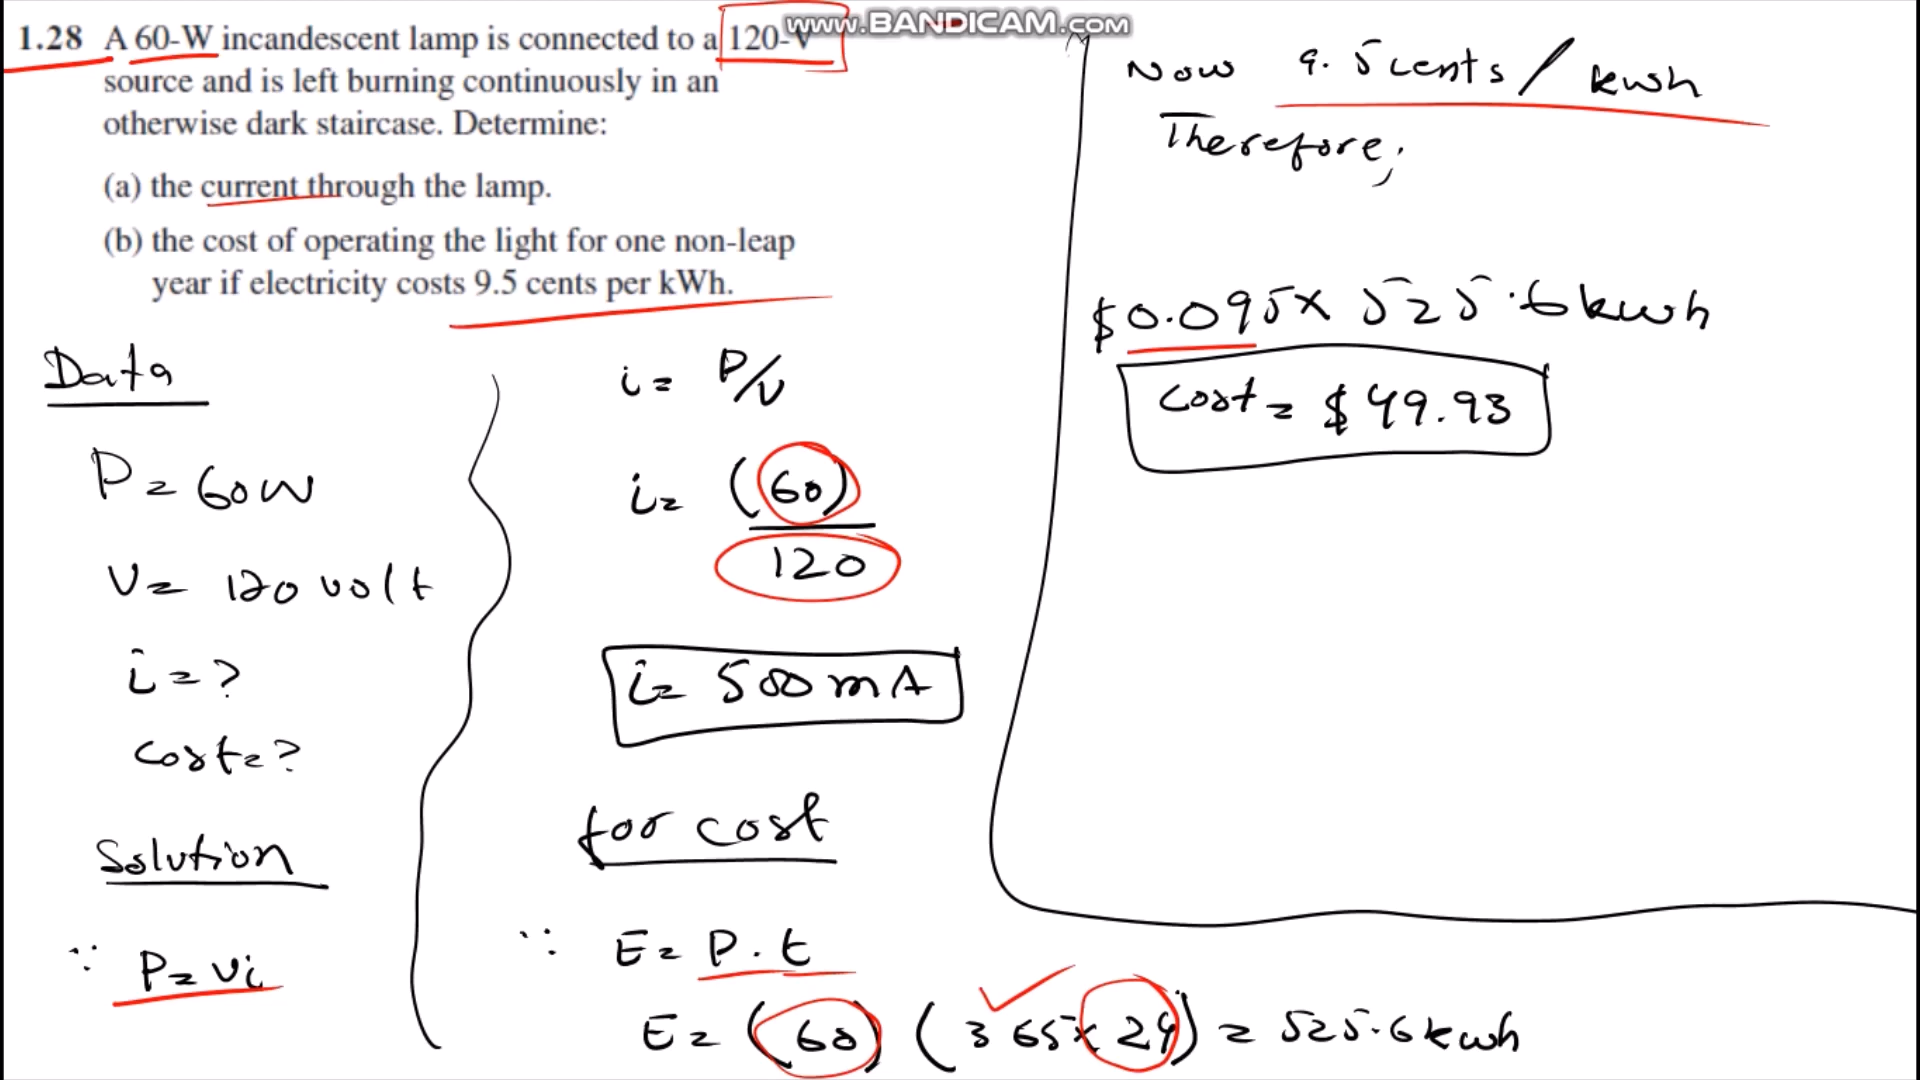 www.BANDICAM.com
1.28 A 60-W incandescent lamp is connected to a 120-V
source and is left burning continuously in an
otherwise dark staircase. Determine:
(a) the current through the lamp.
(b) the cost of operating the light for one non-leap
year if electricity costs 9.5 cents per kWh.
Data
P = 60W
V = 120 volt
i = ?
cost = ?
Solution
∵ P = Vi
i = P/V
i = (60)
120
i = 500 mA
for cost
∵ E = P . t
E = (60) (365 x 24) = 525.6 kwh
Now 9.5 cents / kwh
Therefore;
$0.095 x 525.6 kwh
cost = $49.93